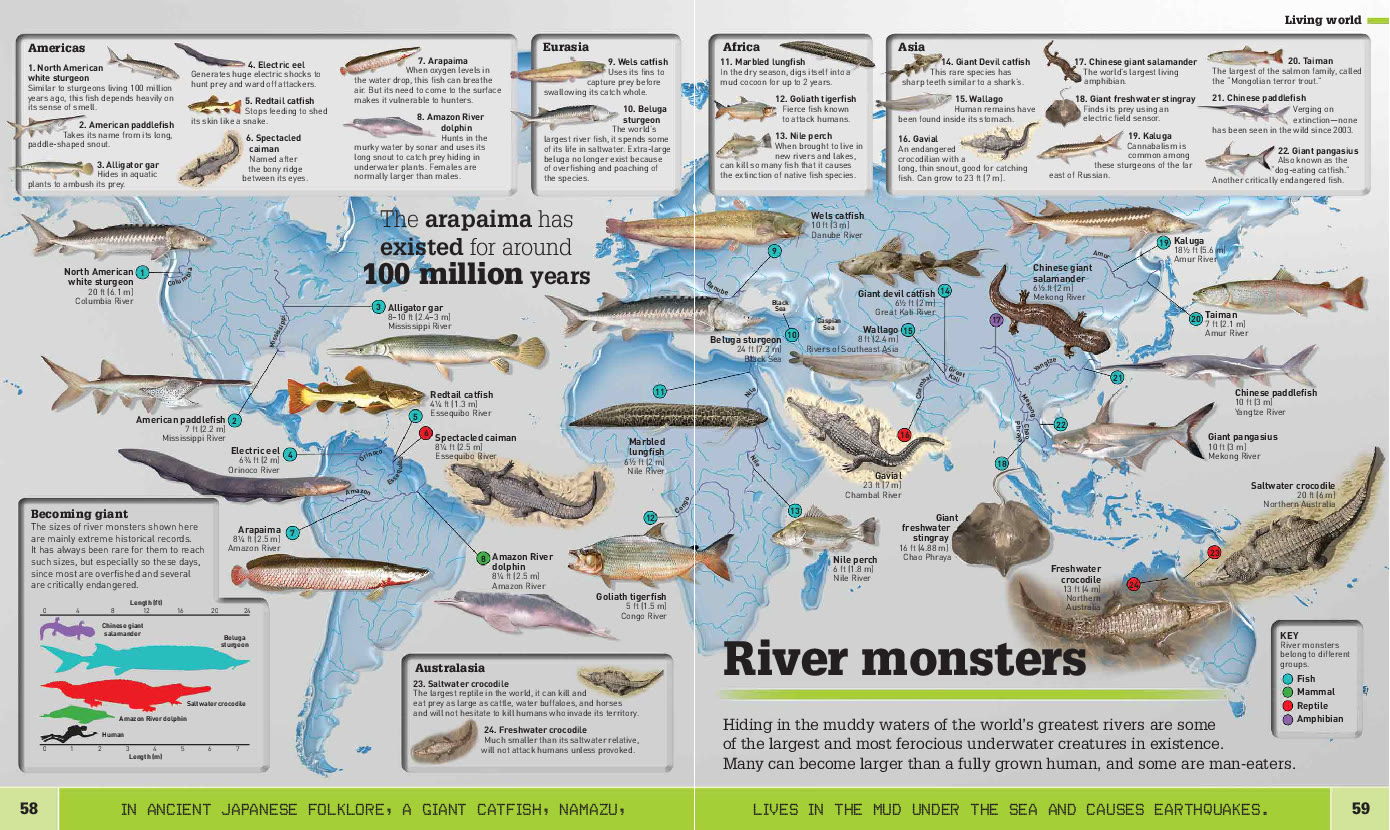 Living world
Americas
1. North American
white sturgeon
Similar to sturgeons living 100 million
years ago, this fish depends heavily on
its sense of smell.
2. American paddlefish
Takes its name from its long,
paddle-shaped snout.
3. Alligator gar
Hides in aquatic
plants to ambush its prey.
4. Electric eel
Generates huge electric shocks to
hunt prey and ward off attackers.
5. Redtail catfish
Stops feeding to shed
its skin like a snake.
6. Spectacled
caiman
Named after
the bony ridge
between its eyes.
7. Arapaima
When oxygen levels in
the water drop, this fish can breathe
air. But its need to come to the surface
makes it vulnerable to hunters.
8. Amazon River
dolphin
Hunts in the
murky water by sonar and uses its
long snout to catch prey hiding in
underwater plants. Females are
normally larger than males.
Eurasia
9. Wels catfish
Uses its fins to
capture prey before
swallowing its catch whole.
10. Beluga
sturgeon
The world's
largest river fish, it spends some
of its life in saltwater. Extra-large
beluga no longer exist because
of overfishing and poaching of
the species.
Africa
11. Marbled lungfish
In the dry season, digs itself into a
mud cocoon for up to 2 years.
12. Goliath tigerfish
Fierce fish known
to attack humans.
13. Nile perch
When brought to live in
new rivers and lakes,
can kill so many fish that it causes
the extinction of native fish species.
Asia
14. Giant Devil catfish
This rare species has
sharp teeth similar to a shark's.
15. Wallago
Human remains have
been found inside its stomach.
16. Gavial
An endangered
crocodilian with a
long, thin snout, good for catching
fish. Can grow to 23 ft (7 m).
17. Chinese giant salamander
The world's largest living
amphibian.
18. Giant freshwater stingray
Finds its prey using an
electric field sensor.
19. Kaluga
Cannabalism is
common among
these sturgeons of the far
east of Russian.
20. Taiman
The largest of the salmon family, called
the "Mongolian terror trout."
21. Chinese paddlefish
Verging on
extinction—none
has been seen in the wild since 2003.
22. Giant pangasius
Also known as the
"dog-eating catfish."
Another critically endangered fish.
The arapaima has
existed for around
100 million years
North American
white sturgeon
20 ft (6.1 m)
Columbia River
1
Columbia
3
Alligator gar
8–10 ft (2.4–3 m)
Mississippi River
Mississippi
American paddlefish
7 ft (2.2 m)
Mississippi River
2
Redtail catfish
4¼ ft (1.3 m)
Essequibo River
5
6
Spectacled caiman
8¼ ft (2.5 m)
Essequibo River
Electric eel
6¾ ft (2 m)
Orinoco River
4
Orinoco
Essequibo
Amazon
Arapaima
8¼ ft (2.5 m)
Amazon River
7
8
Amazon River
dolphin
8¼ ft (2.5 m)
Amazon River
Wels catfish
10 ft (3 m)
Danube River
9
Danube
Black
Sea
Caspian
Sea
10
Beluga sturgeon
24 ft (7.2 m)
Black Sea
Giant devil catfish
6½ ft (2 m)
Great Kali River
14
Wallago
15
8 ft (2.4 m)
Rivers of Southeast Asia
11
Nile
Marbled
lungfish
6½ ft (2 m)
Nile River
Great
Kali
Chambal
16
Gavial
23 ft (7 m)
Chambal River
Nile
12
Congo
Goliath tigerfish
5 ft (1.5 m)
Congo River
13
Nile perch
6 ft (1.8 m)
Nile River
Chinese giant
salamander
6½ ft (2 m)
Mekong River
17
19
Kaluga
18½ ft (5.6 m)
Amur River
Amur
20
Taiman
7 ft (2.1 m)
Amur River
Yangtze
21
Chinese paddlefish
10 ft (3 m)
Yangtze River
Mekong
Chao
Phraya
22
Giant pangasius
10 ft (3 m)
Mekong River
18
Giant
freshwater
stingray
16 ft (4.88 m)
Chao Phraya
Saltwater crocodile
20 ft (6 m)
Northern Australia
23
Freshwater
crocodile
13 ft (4 m)
Northern
Australia
24
Becoming giant
The sizes of river monsters shown here
are mainly extreme historical records.
It has always been rare for them to reach
such sizes, but especially so these days,
since most are overfished and several
are critically endangered.
Length (ft)
0 4 8 12 16 20 24
Chinese giant
salamander
Beluga
sturgeon
Saltwater crocodile
Amazon River dolphin
Human
0 1 2 3 4 5 6 7
Length (m)
Australasia
23. Saltwater crocodile
The largest reptile in the world, it can kill and
eat prey as large as cattle, water buffaloes, and horses
and will not hesitate to kill humans who invade its territory.
24. Freshwater crocodile
Much smaller than its saltwater relative,
will not attack humans unless provoked.
River monsters
Hiding in the muddy waters of the world's greatest rivers are some
of the largest and most ferocious underwater creatures in existence.
Many can become larger than a fully grown human, and some are man-eaters.
KEY
River monsters
belong to different
groups.
Fish
Mammal
Reptile
Amphibian
58
IN ANCIENT JAPANESE FOLKLORE, A GIANT CATFISH, NAMAZU,
LIVES IN THE MUD UNDER THE SEA AND CAUSES EARTHQUAKES.
59